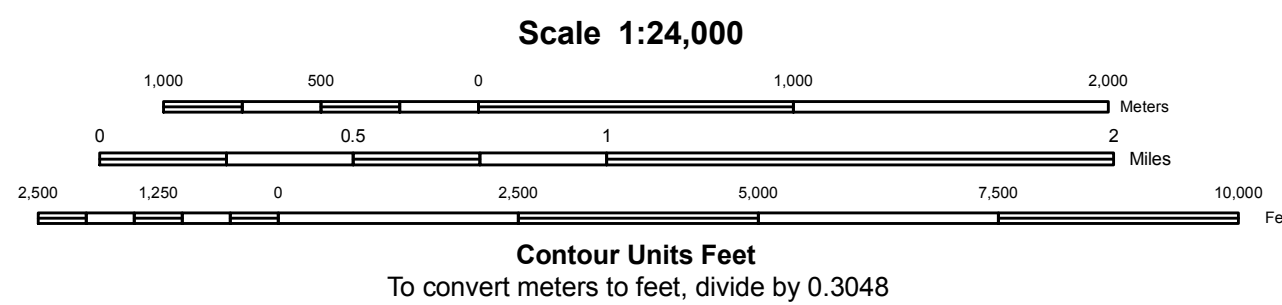 Scale 1:24,000
1,000 500 0 1,000 2,000
Meters
0 0.5 1 2
Miles
2,500 1,250 0 2,500 5,000 7,500 10,000
Fe
Contour Units Feet
To convert meters to feet, divide by 0.3048